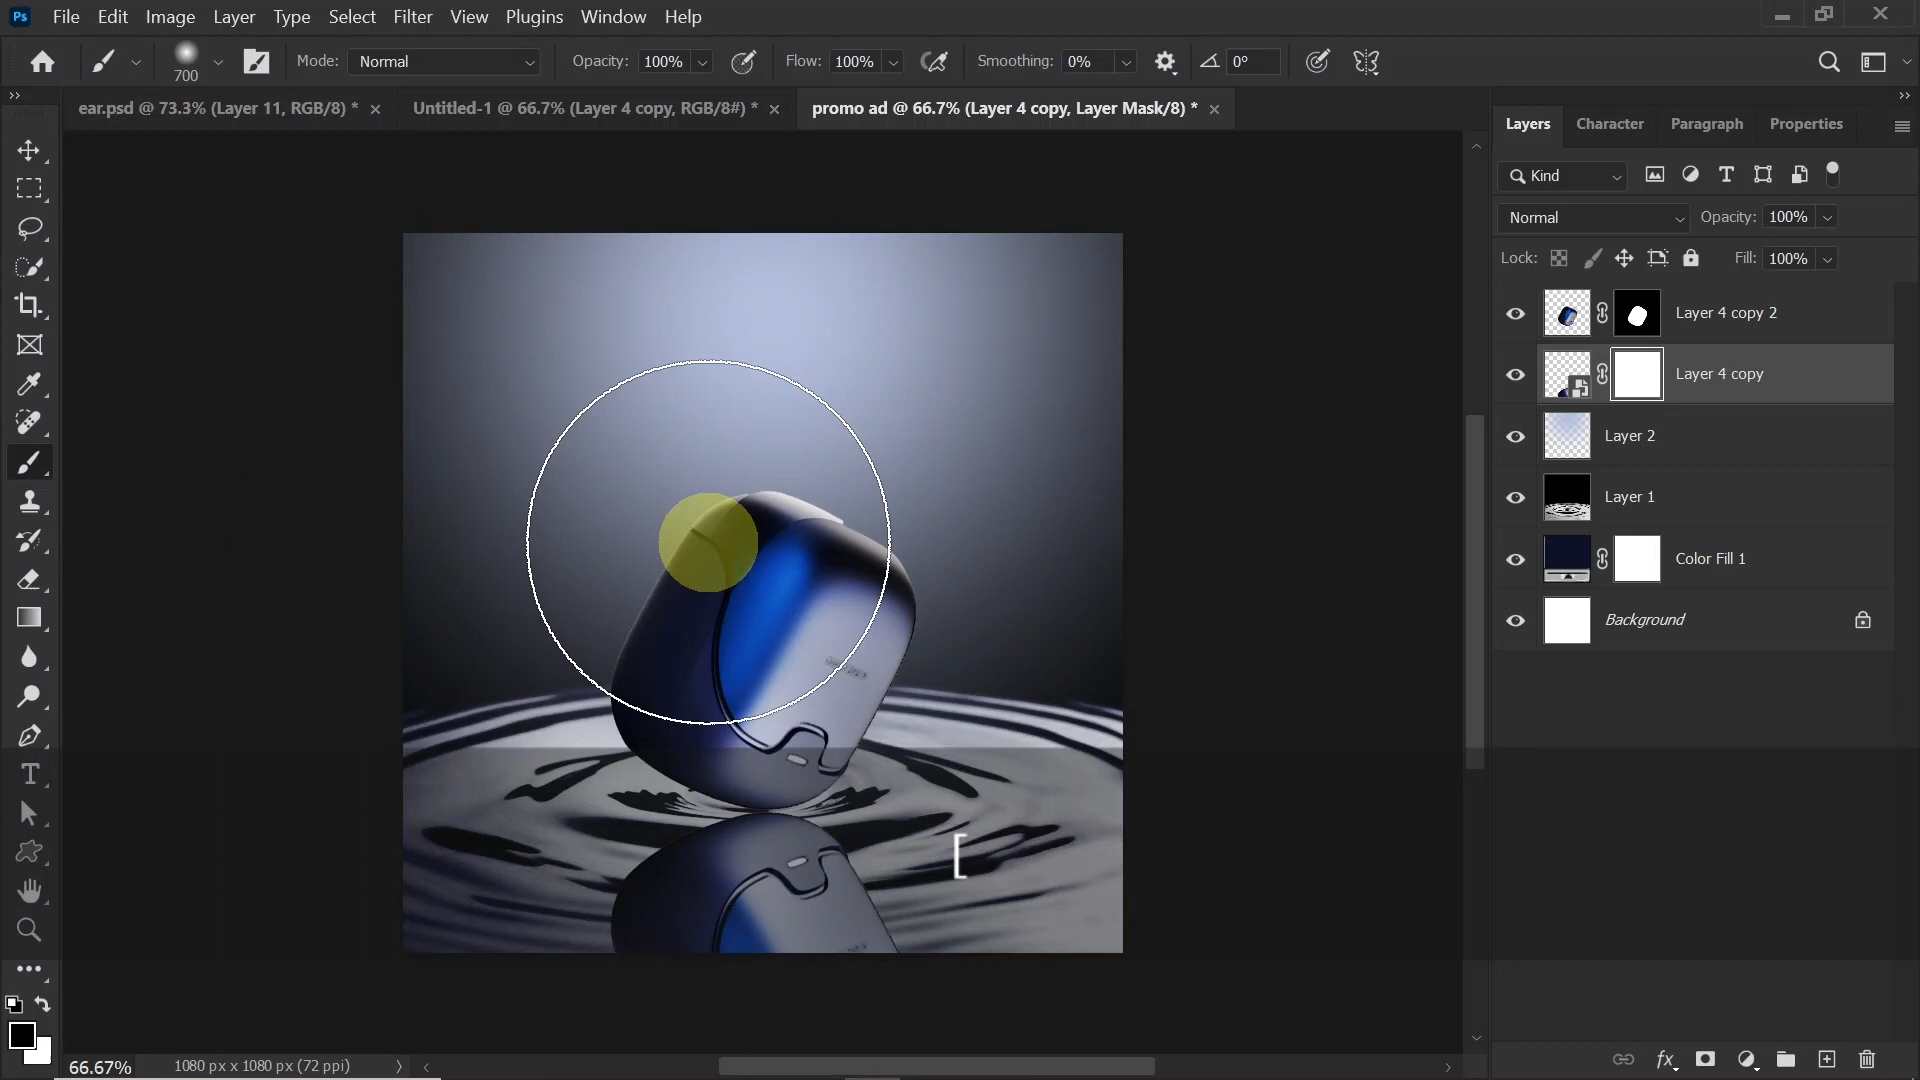 Ps File Edit Image Layer Type Select Filter View Plugins Window Help
700 Mode: Normal Opacity: 100% Flow: 100% Smoothing: 0% 0°
ear.psd @ 73.3% (Layer 11, RGB/8) * Untitled-1 @ 66.7% (Layer 4 copy, RGB/8#) * promo ad @ 66.7% (Layer 4 copy, Layer Mask/8) *
Layers Character Paragraph Properties
Kind
Normal Opacity: 100%
Lock: Fill: 100%
Layer 4 copy 2
Layer 4 copy
Layer 2
Layer 1
Color Fill 1
Background
[
66.67% 1080 px x 1080 px (72 ppi)